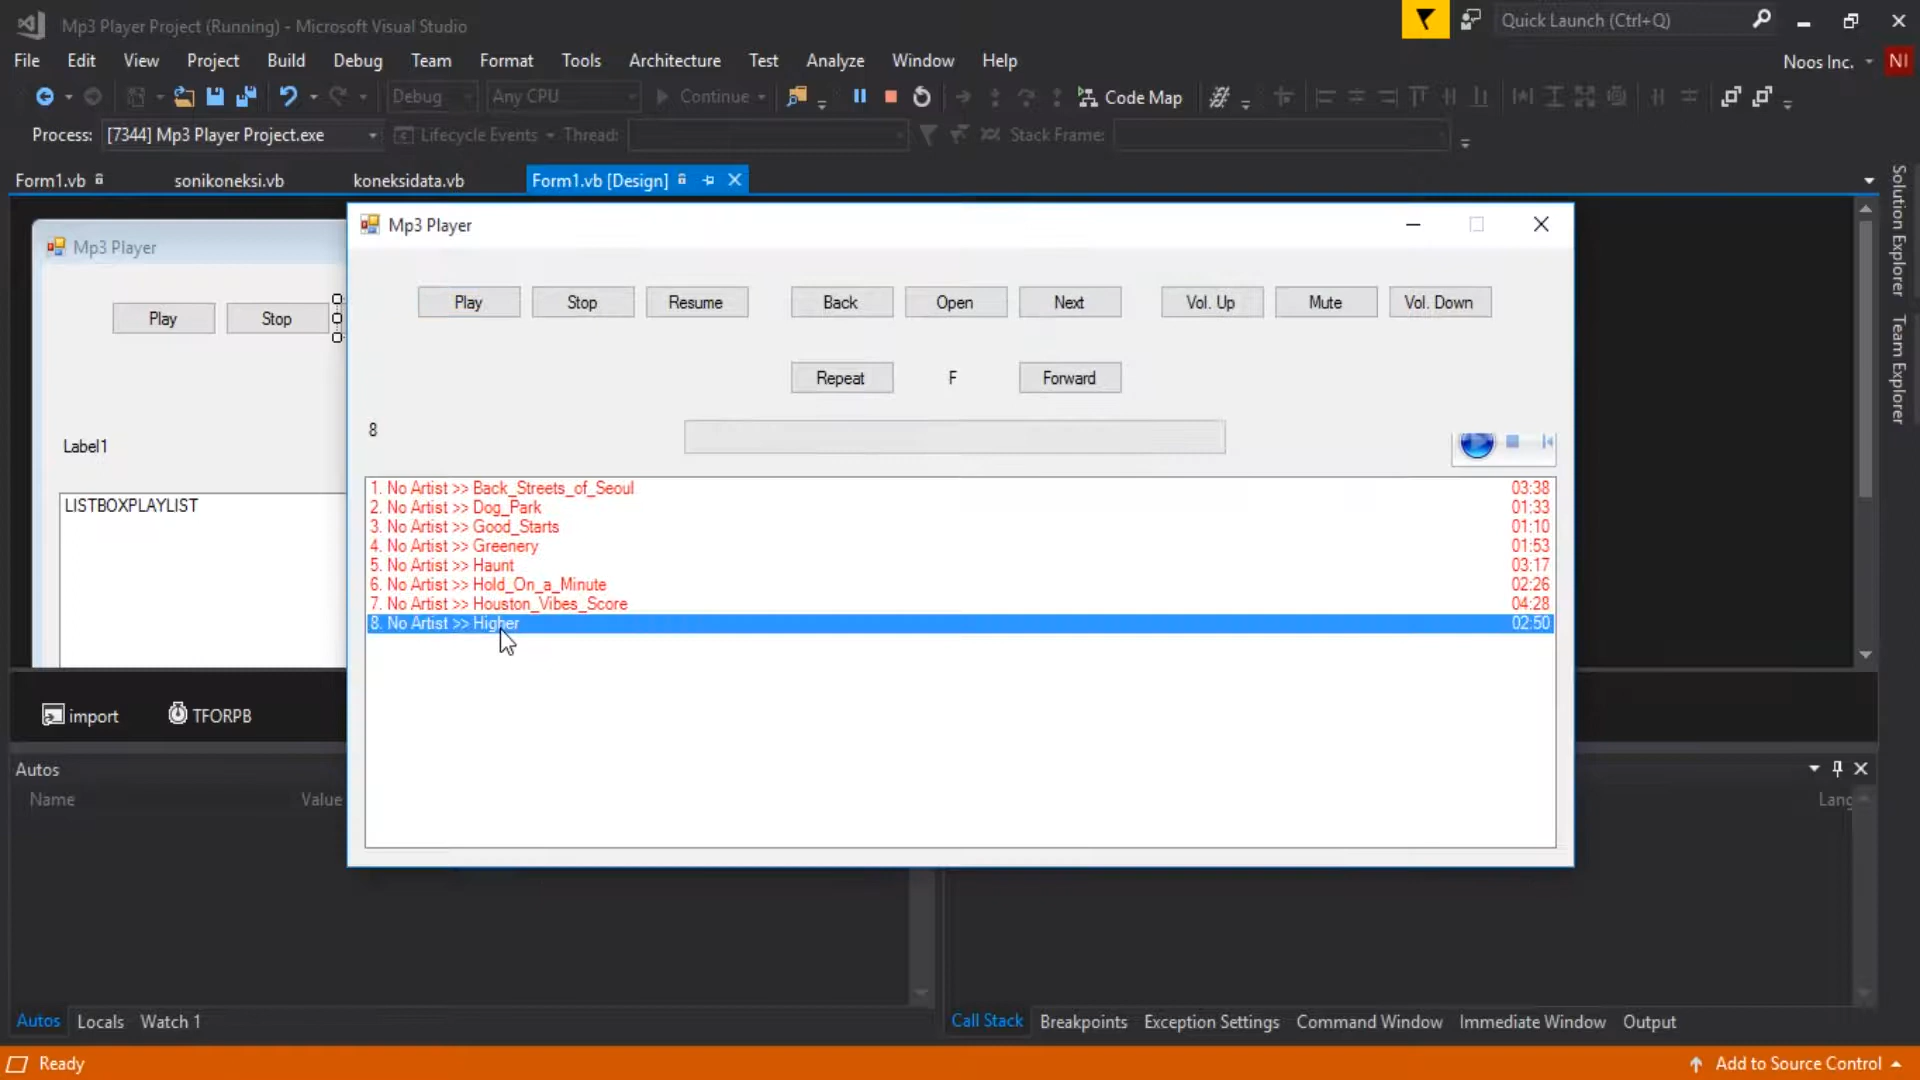 Mp3 Player Project (Running) - Microsoft Visual Studio
Quick Launch (Ctrl+Q)
File Edit View Project Build Debug Team Format Tools Architecture Test Analyze Window Help
Noos Inc. NI
Debug Any CPU Continue Code Map
Process: [7344] Mp3 Player Project.exe Lifecycle Events Thread: Stack Frame:
Form1.vb sonikoneksi.vb koneksidata.vb Form1.vb [Design]
Solution Explorer
Team Explorer
Mp3 Player
Play Stop
Label1
LISTBOXPLAYLIST
Mp3 Player
Play Stop Resume Back Open Next Vol. Up Mute Vol. Down
Repeat F Forward
8
1. No Artist >> Back_Streets_of_Seoul 03:38
2. No Artist >> Dog_Park 01:33
3. No Artist >> Good_Starts 01:10
4. No Artist >> Greenery 01:53
5. No Artist >> Haunt 03:17
6. No Artist >> Hold_On_a_Minute 02:26
7. No Artist >> Houston_Vibes_Score 04:28
8. No Artist >> Higher 02:50
import TFORPB
Autos
Name Value Lang
Autos Locals Watch 1
Call Stack Breakpoints Exception Settings Command Window Immediate Window Output
Ready Add to Source Control